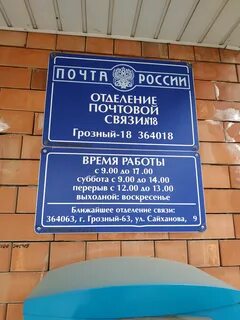 ПОЧТА РОССИИ
ОТДЕЛЕНИЕ
ПОЧТОВОЙ
СВЯЗИ№18
Грозный-18 364018
ВРЕМЯ РАБОТЫ
с 9.00 до 17.00
суббота с 9.00 до 14.00
перерыв с 12.00 до 13.00
выходной: воскресенье
Ближайшее отделение связи:
364063, г. Грозный-63, ул. Сайханова, 9